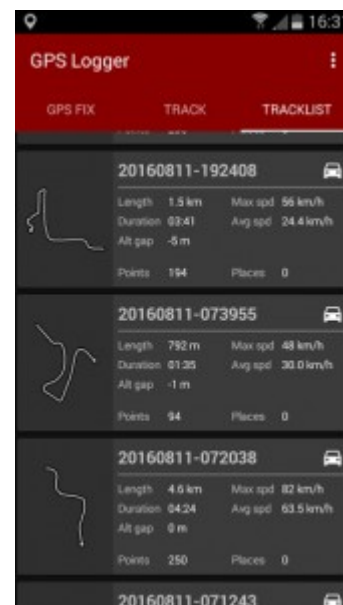 16:3
GPS Logger
GPS FIX TRACK TRACKLIST
20160811-192408
Length 1.5 km Max spd 56 km/h
Duration 03:41 Avg spd 24.4 km/h
Alt gap -5 m
Points 194 Places 0
20160811-073955
Length 792 m Max spd 48 km/h
Duration 01:35 Avg spd 30.0 km/h
Alt gap -1 m
Points 94 Places 0
20160811-072038
Length 4.6 km Max spd 82 km/h
Duration 04:24 Avg spd 63.5 km/h
Alt gap 0 m
Points 250 Places 0
20160811-071243